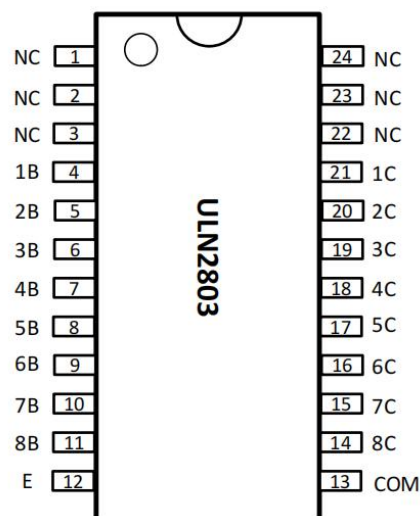 NC 1 24 NC
NC 2 23 NC
NC 3 22 NC
1B 4 21 1C
2B 5 20 2C
3B 6 19 3C
4B 7 18 4C
5B 8 17 5C
6B 9 16 6C
7B 10 15 7C
8B 11 14 8C
E 12 13 COM
ULN2803